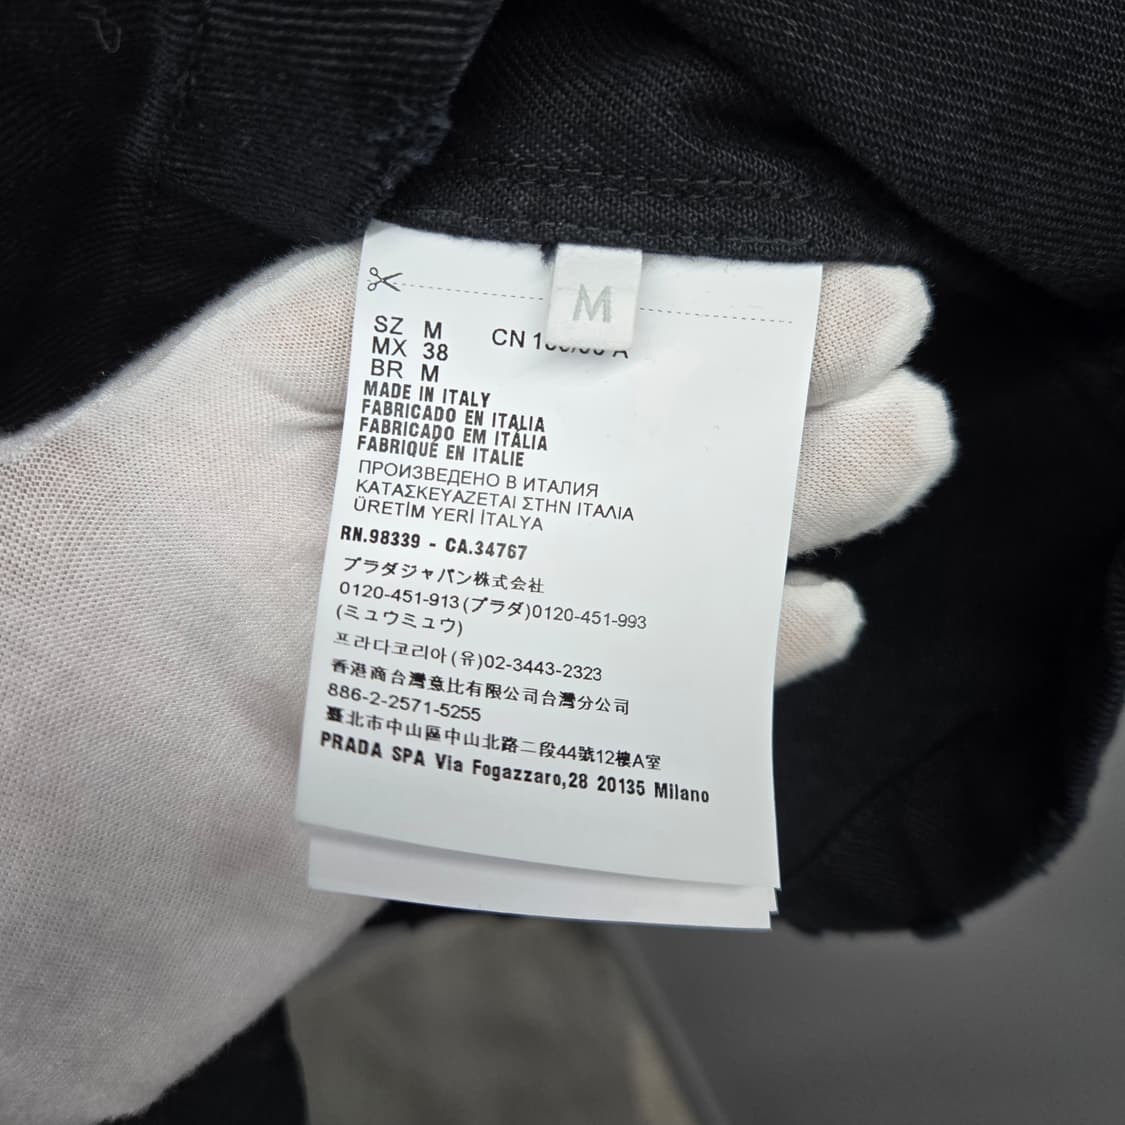 M
SZ M CN
MX 38
BR M
MADE IN ITALY
FABRICADO EN ITALIA
FABRICADO EM ITÁLIA
FABRIQUÉ EN ITALIE
ПРОИЗВЕДЕНО В ИТАЛИЯ
ΚΑΤΑΣΚΕΥΑΖΕΤΑΙ ΣΤΗΝ ΙΤΑΛΙΑ
ÜRETİM YERİ İTALYA
RN.98339 - CA.34767
プラダジャパン株式会社
0120-451-913(プラダ)0120-451-993
(ミュウミュウ)
프라다코리아(유)02-3443-2323
香港商台灣意比有限公司台灣分公司
886-2-2571-5255
臺北市中山區中山北路二段44號12樓A室
PRADA SPA Via Fogazzaro,28 20135 Milano